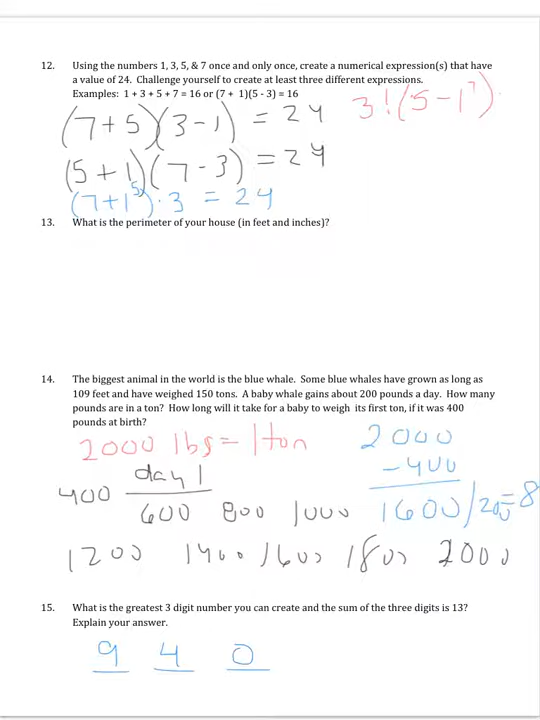 12. Using the numbers 1, 3, 5, & 7 once and only once, create a numerical expression(s) that have
a value of 24. Challenge yourself to create at least three different expressions.
Examples: 1 + 3 + 5 + 7 = 16 or (7 + 1)(5 - 3) = 16
3!(5 - 1⁷)
(7 + 5)(3 - 1) = 24
(5 + 1)(7 - 3) = 24
(7 + 1⁵) · 3 = 24
13. What is the perimeter of your house (in feet and inches)?
14. The biggest animal in the world is the blue whale. Some blue whales have grown as long as
109 feet and have weighed 150 tons. A baby whale gains about 200 pounds a day. How many
pounds are in a ton? How long will it take for a baby to weigh its first ton, if it was 400
pounds at birth?
2000 lbs = 1 ton
2000
- 400
1600/200 = 8
day 1
400 600 800 1000
1200 1400 1600 1800 2000
15. What is the greatest 3 digit number you can create and the sum of the three digits is 13?
Explain your answer.
9 4 0